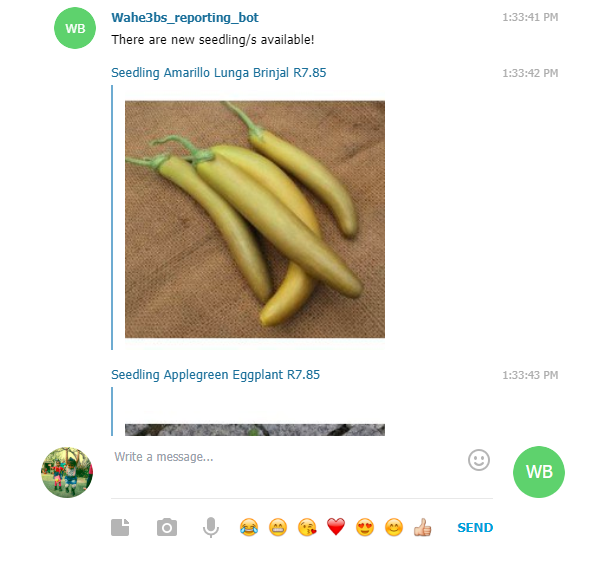 WB
Wahe3bs_reporting_bot 1:33:41 PM
There are new seedling/s available!
Seedling Amarillo Lunga Brinjal R7.85 1:33:42 PM
Seedling Applegreen Eggplant R7.85 1:33:43 PM
Write a message...
WB
SEND